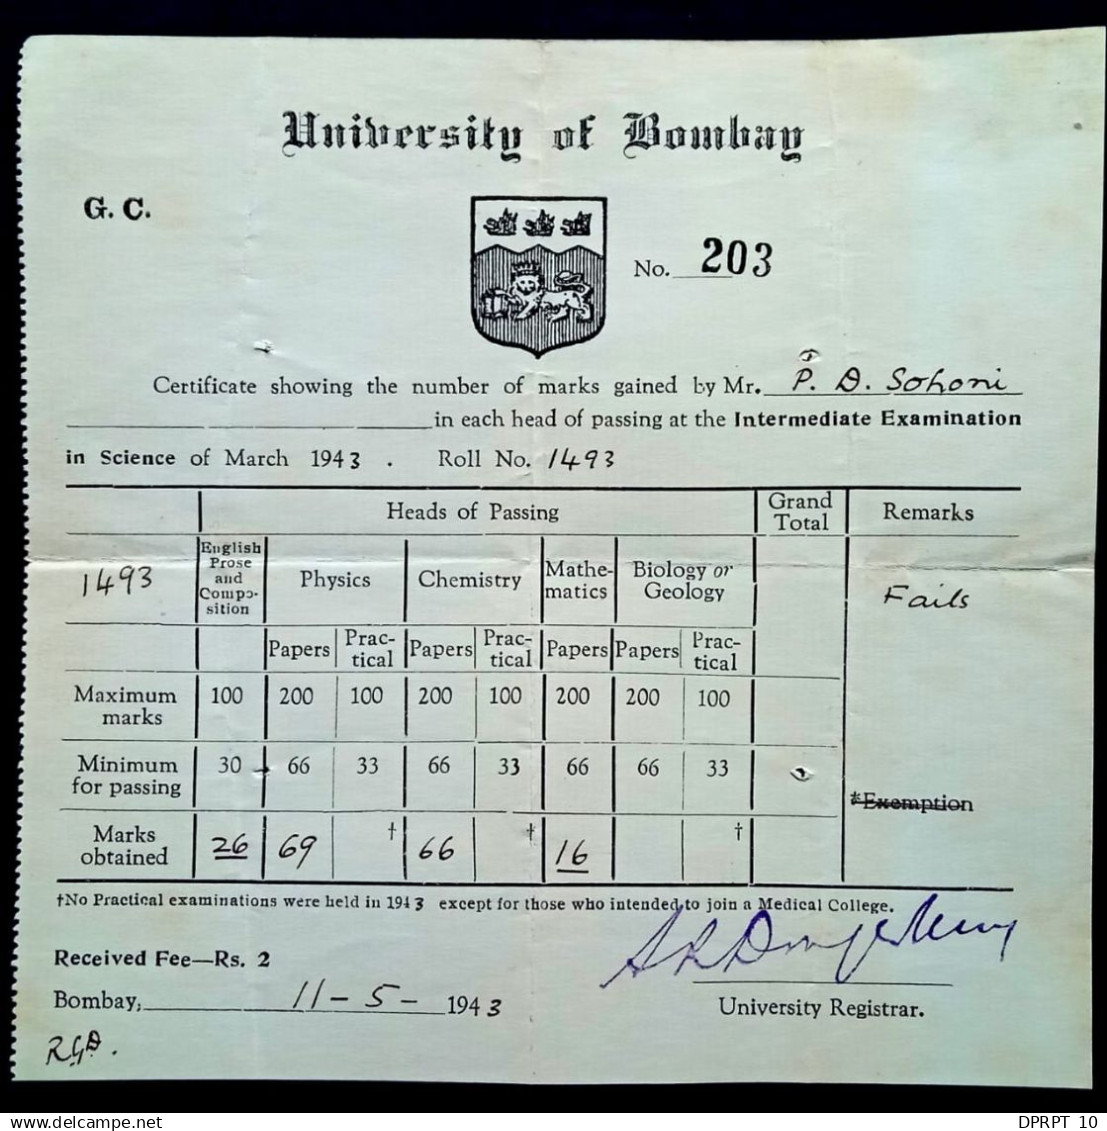 University of Bombay
G. C.
No. 203
Certificate showing the number of marks gained by Mr. P. D. Sohoni
in each head of passing at the Intermediate Examination
in Science of March 1943. Roll No. 1493
Heads of Passing Grand Total Remarks
1493 English Prose and Compo-sition Physics Chemistry Mathe-matics Biology or Geology Fails
Papers Prac-tical Papers Prac-tical Papers Papers Prac-tical
Maximum marks 100 200 100 200 100 200 200 100
Minimum for passing 30 66 33 66 33 66 66 33
*Exemption
Marks obtained 26 69 † 66 † 16 †
†No Practical examinations were held in 1943 except for those who intended to join a Medical College.
Received Fee—Rs. 2
Bombay, 11-5- 1943
University Registrar.
R.G.D.
DPRPT 10